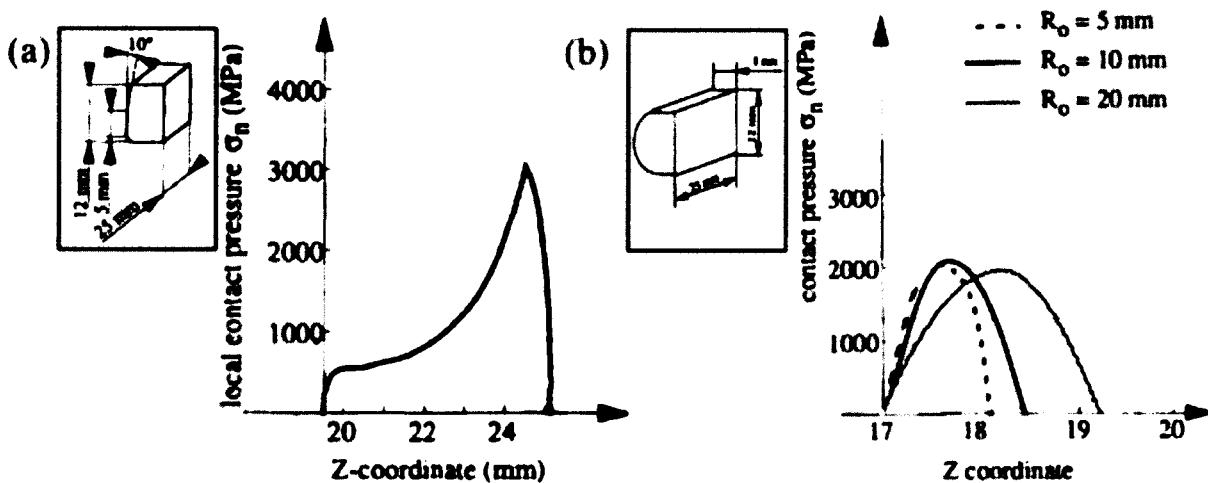 (a)
10°
12 mm
5 mm
25 mm
local contact pressure σn (MPa)
4000
3000
2000
1000
20 22 24
Z-coordinate (mm)
(b)
12 mm
25 mm
Ro = 5 mm
Ro = 10 mm
Ro = 20 mm
contact pressure σn (MPa)
3000
2000
1000
17 18 19 20
Z coordinate